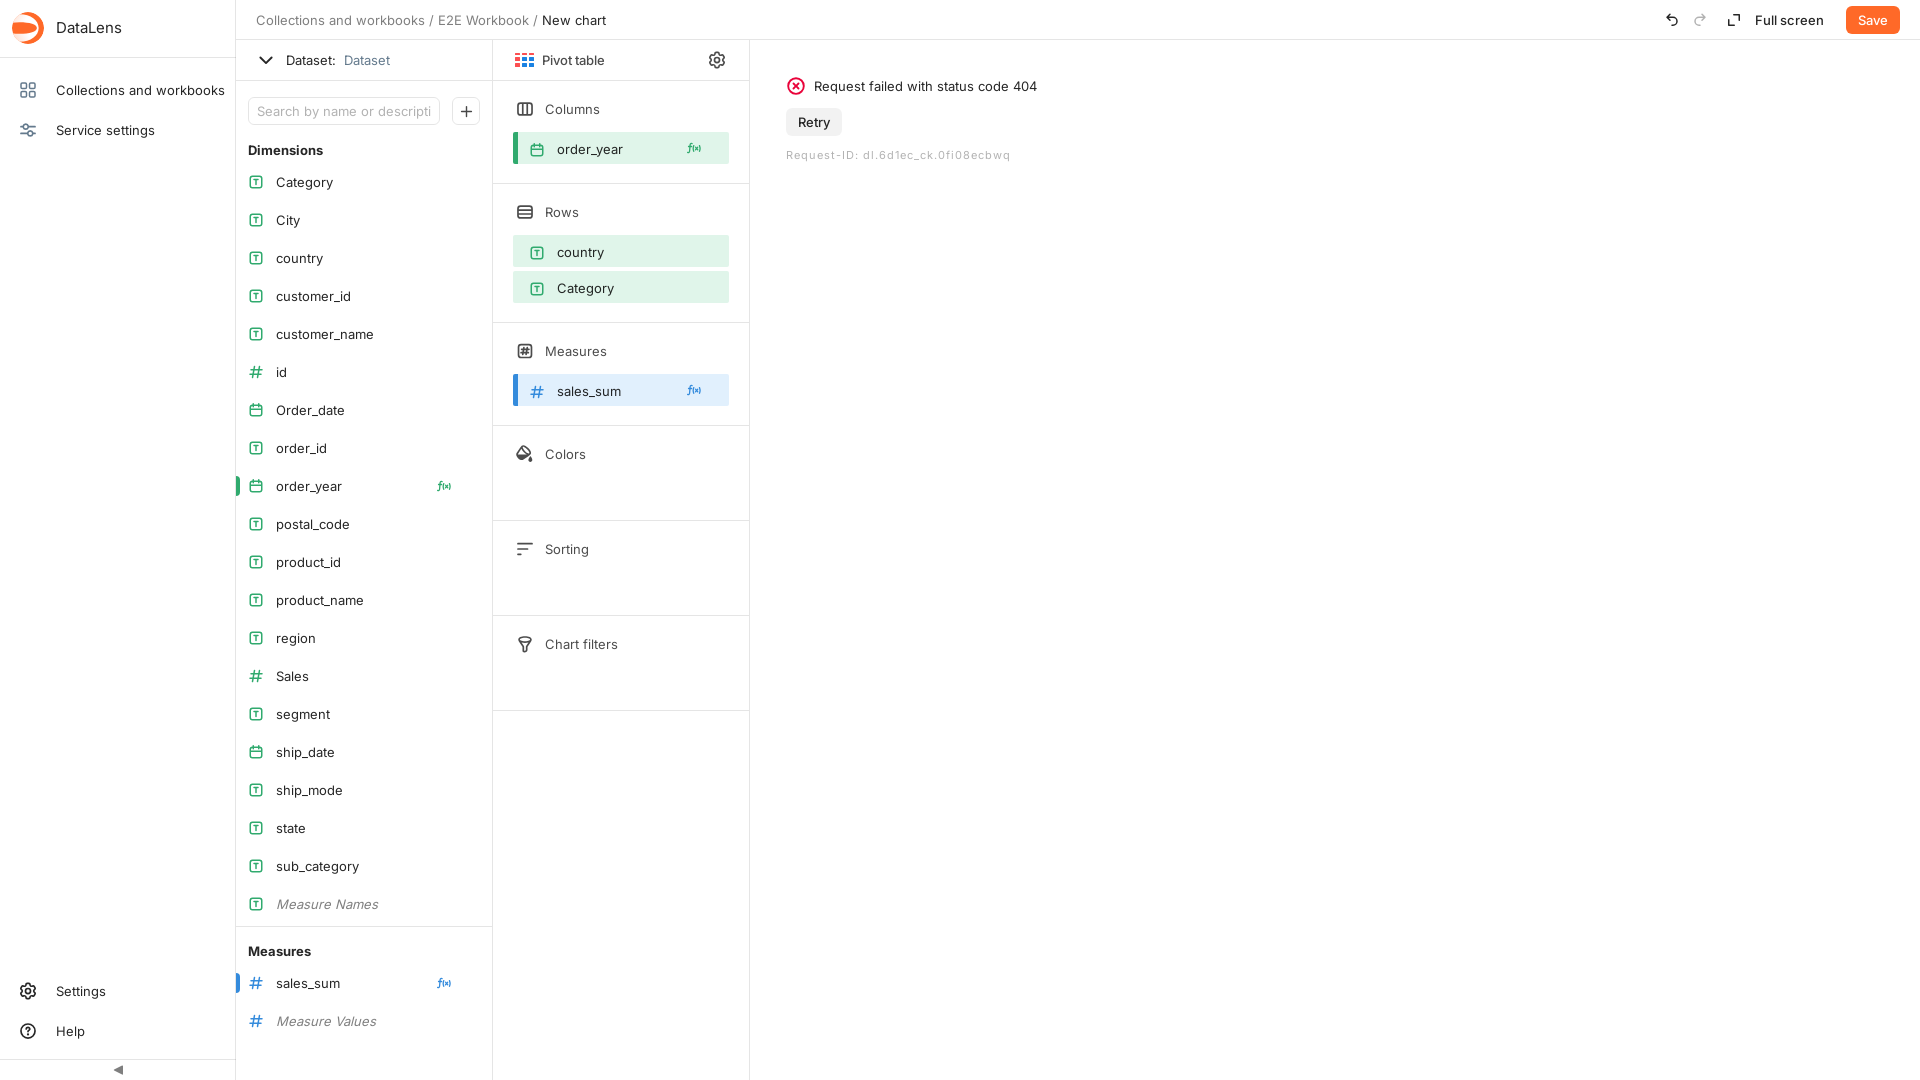 DataLens
Collections and workbooks
Service settings
Settings
Help
Collections and workbooks / E2E Workbook / New chart
Full screen
Save
Dataset: Dataset
Search by name or descripti
Dimensions
Category
City
country
customer_id
customer_name
id
Order_date
order_id
order_year
postal_code
product_id
product_name
region
Sales
segment
ship_date
ship_mode
state
sub_category
Measure Names
Measures
sales_sum
Measure Values
Pivot table
Columns
order_year
Rows
country
Category
Measures
sales_sum
Colors
Sorting
Chart filters
Request failed with status code 404
Retry
Request-ID: dl.6d1ec_ck.0fi08ecbwq